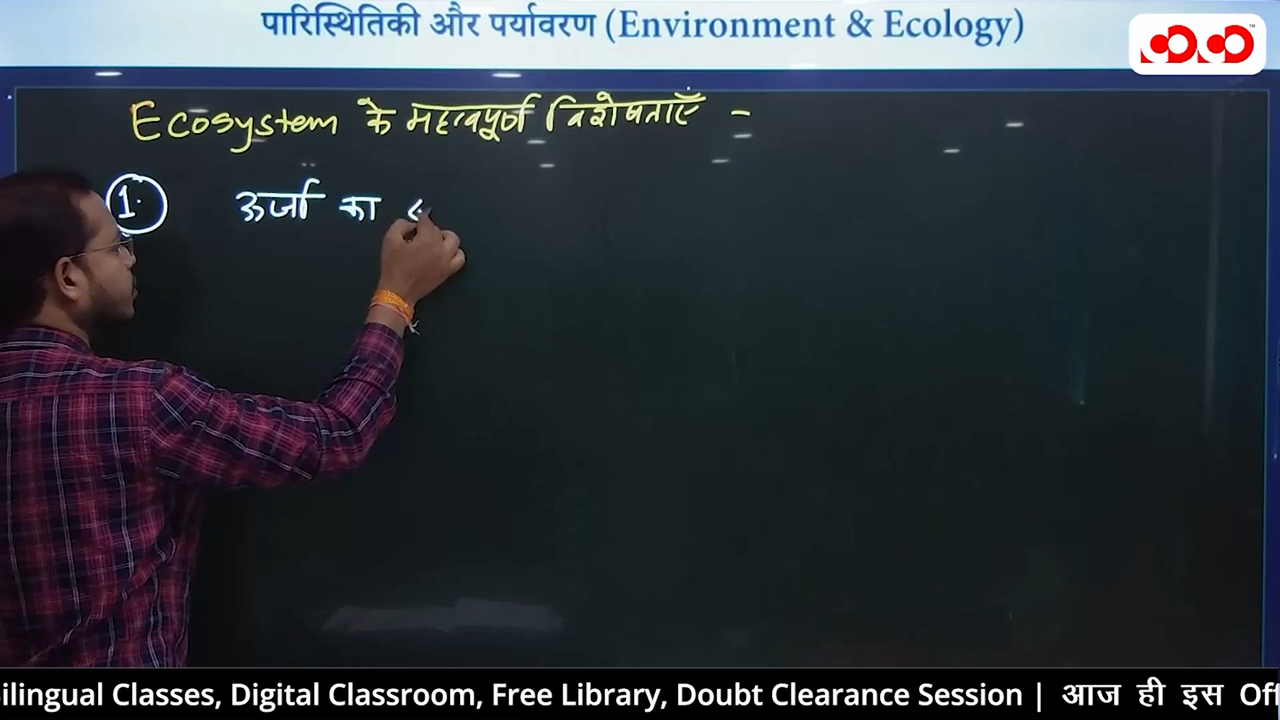 पारिस्थितिकी और पर्यावरण (Environment & Ecology)
Ecosystem के महत्वपूर्ण विशेषताएँ -
1. ऊर्जा का
Bilingual Classes, Digital Classroom, Free Library, Doubt Clearance Session | आज ही इस Off